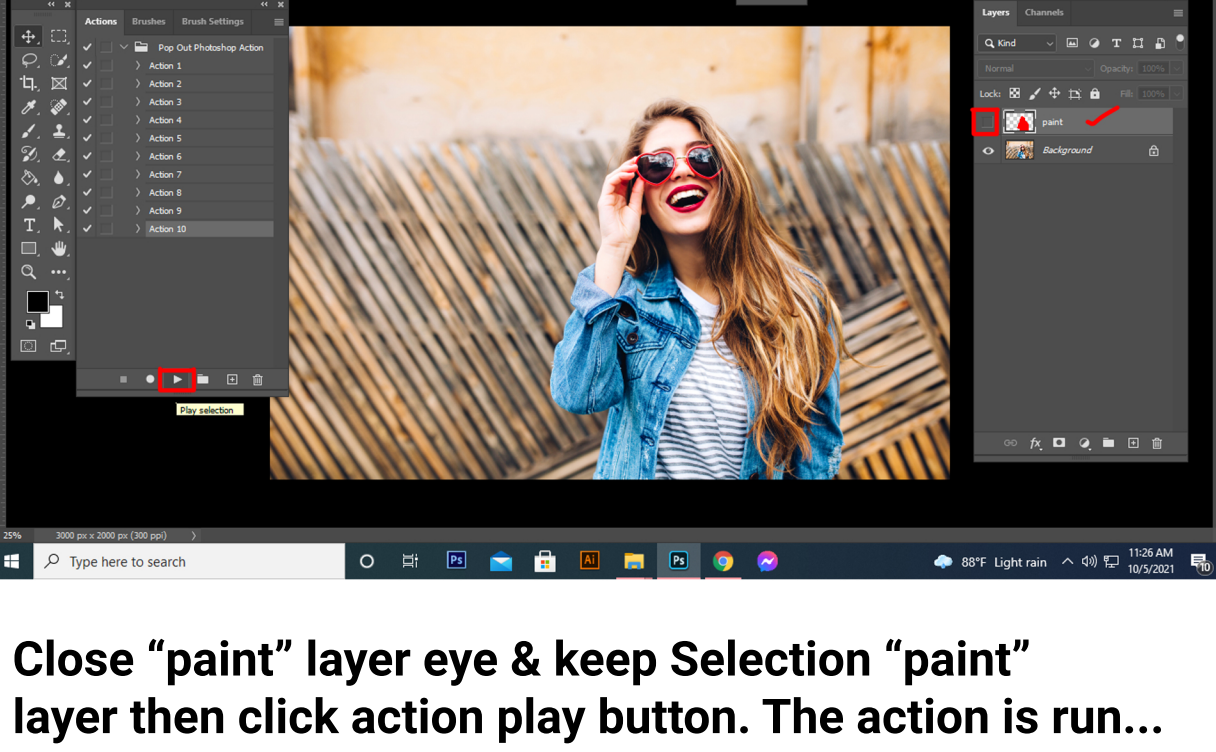 Actions Brushes Brush Settings
Pop Out Photoshop Action
Action 1
Action 2
Action 3
Action 4
Action 5
Action 6
Action 7
Action 8
Action 9
Action 10
Play selection
Layers Channels
Kind
Normal Opacity: 100%
Lock: Fill: 100%
paint
Background
25% 3000 px x 2000 px (300 ppi)
Type here to search
Ps
Ai
Ps
88°F Light rain
11:26 AM
10/5/2021
10
Close “paint” layer eye & keep Selection “paint”
layer then click action play button. The action is run...